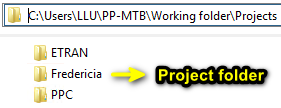 C:\Users\LLU\PP-MTB\Working folder\Projects
ETRAN
Fredericia Project folder
PPC